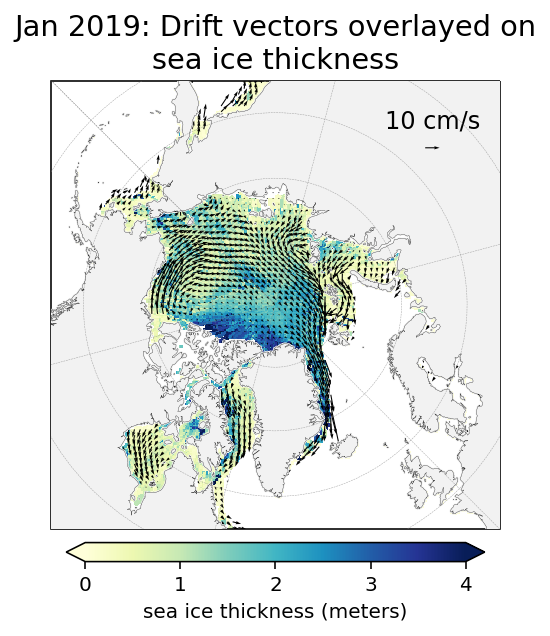 Jan 2019: Drift vectors overlayed on
sea ice thickness
10 cm/s
0 1 2 3 4
sea ice thickness (meters)